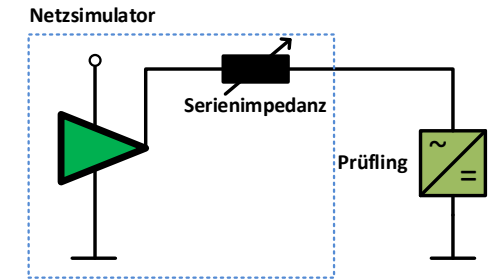 Netzsimulator
Serienimpedanz
Prüfling
~
=